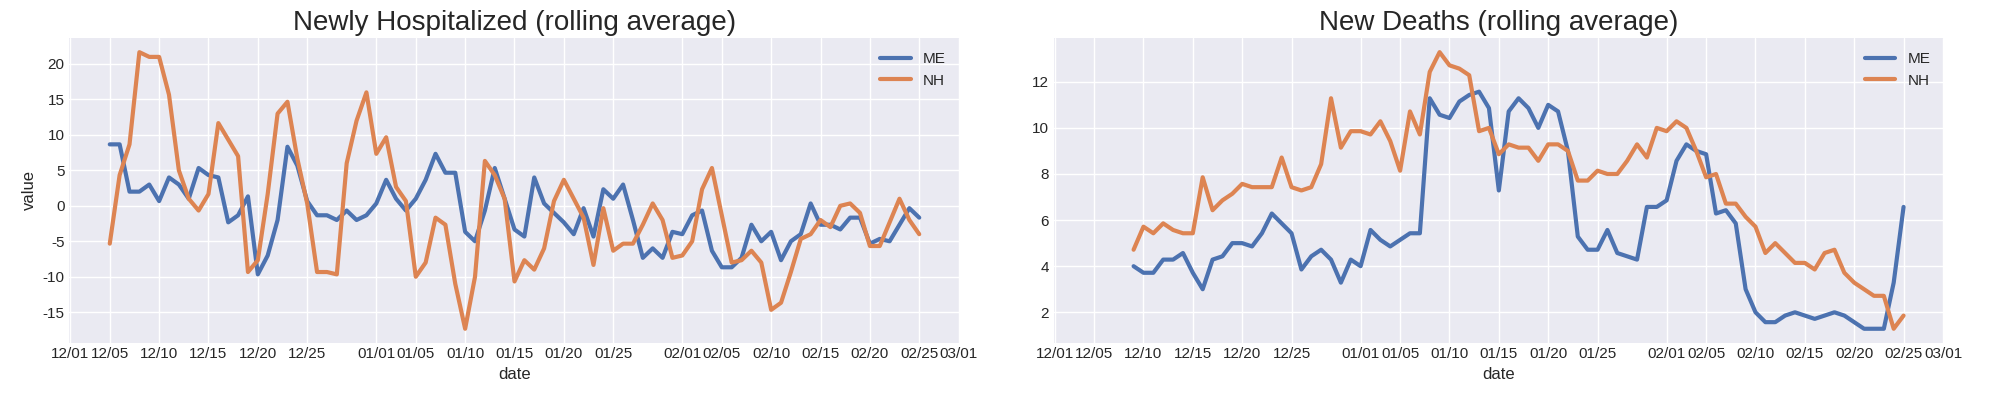 Newly Hospitalized (rolling average)
ME
NH
20
15
10
5
0
-5
-10
-15
value
12/01 12/05 12/10 12/15 12/20 12/25 01/01 01/05 01/10 01/15 01/20 01/25 02/01 02/05 02/10 02/15 02/20 02/25 03/01
date
New Deaths (rolling average)
ME
NH
12
10
8
6
4
2
12/01 12/05 12/10 12/15 12/20 12/25 01/01 01/05 01/10 01/15 01/20 01/25 02/01 02/05 02/10 02/15 02/20 02/25 03/01
date